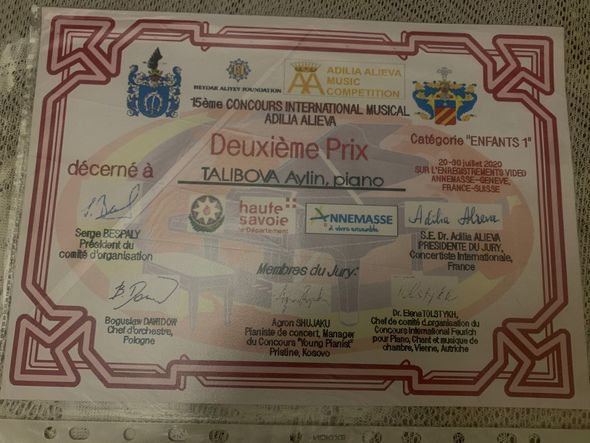 HEYDAR ALIYEV FOUNDATION
ADILIA ALIEVA
MUSIC
COMPETITION
15ème CONCOURS INTERNATIONAL MUSICAL
ADILIA ALIEVA
Deuxième Prix
Catégorie "ENFANTS 1"
décerné à
TALIBOVA Aylin, piano
20-30 juillet 2020
SUR L'ENREGISTREMENTS VIDEO
ANNEMASSE-GENEVE,
FRANCE-SUISSE
haute
savoie
le Département
ANNEMASSE
Adilia Alieva
Serge BESPALY
Président du
comité d'organisation
S.E. Dr. Adilia ALIEVA
PRESIDENTE DU JURY,
Concertiste Internationale,
France
Membres du Jury:
Boguslaw DAWIDOW
Chef d'orchestre,
Pologne
Agron SHUJAKU
Pianiste de concert, Manager
du Concours "Young Pianist"
Pristine, Kosovo
Dr. Elena TOLSTYKH,
Chef de comité d.organisation du
Concours International Feurich
pour Piano, Chant et musique de
chambre, Vienne, Autriche